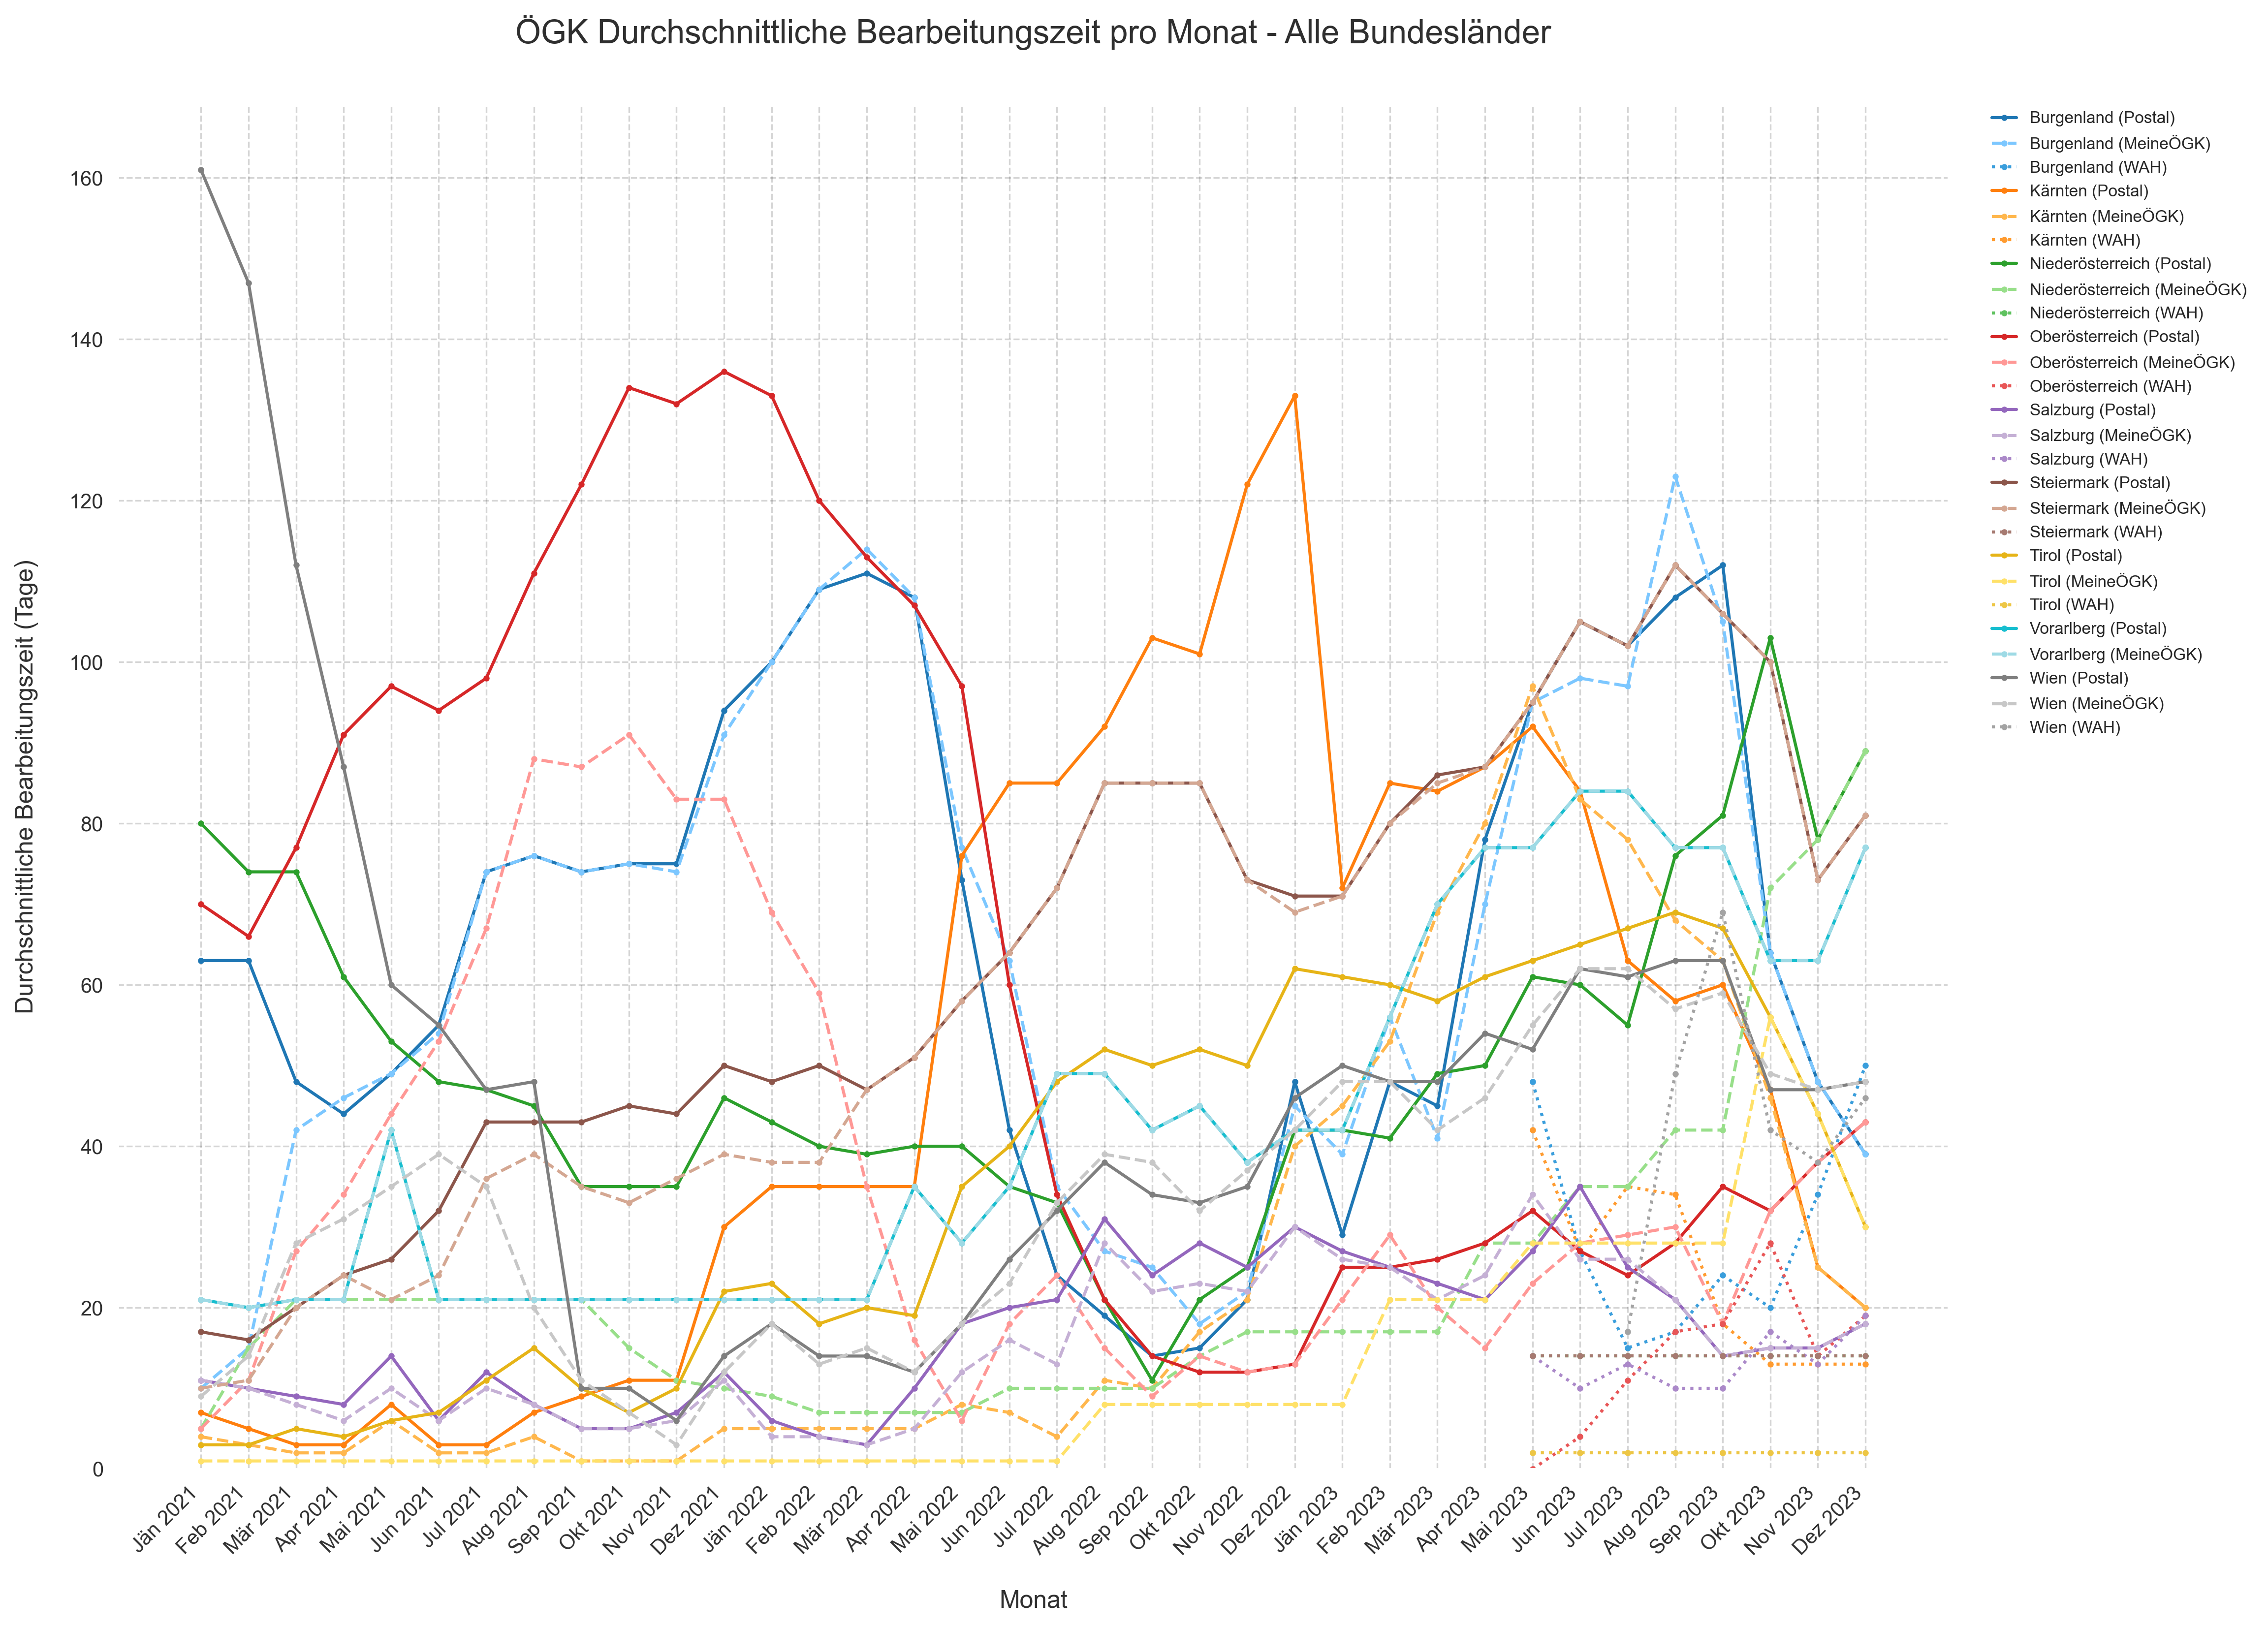 ÖGK Durchschnittliche Bearbeitungszeit pro Monat - Alle Bundesländer
Durchschnittliche Bearbeitungszeit (Tage)
160
140
120
100
80
60
40
20
0
Jän 2021
Feb 2021
Mär 2021
Apr 2021
Mai 2021
Jun 2021
Jul 2021
Aug 2021
Sep 2021
Okt 2021
Nov 2021
Dez 2021
Jän 2022
Feb 2022
Mär 2022
Apr 2022
Mai 2022
Jun 2022
Jul 2022
Aug 2022
Sep 2022
Okt 2022
Nov 2022
Dez 2022
Jän 2023
Feb 2023
Mär 2023
Apr 2023
Mai 2023
Jun 2023
Jul 2023
Aug 2023
Sep 2023
Okt 2023
Nov 2023
Dez 2023
Monat
Burgenland (Postal)
Burgenland (MeineÖGK)
Burgenland (WAH)
Kärnten (Postal)
Kärnten (MeineÖGK)
Kärnten (WAH)
Niederösterreich (Postal)
Niederösterreich (MeineÖGK)
Niederösterreich (WAH)
Oberösterreich (Postal)
Oberösterreich (MeineÖGK)
Oberösterreich (WAH)
Salzburg (Postal)
Salzburg (MeineÖGK)
Salzburg (WAH)
Steiermark (Postal)
Steiermark (MeineÖGK)
Steiermark (WAH)
Tirol (Postal)
Tirol (MeineÖGK)
Tirol (WAH)
Vorarlberg (Postal)
Vorarlberg (MeineÖGK)
Wien (Postal)
Wien (MeineÖGK)
Wien (WAH)